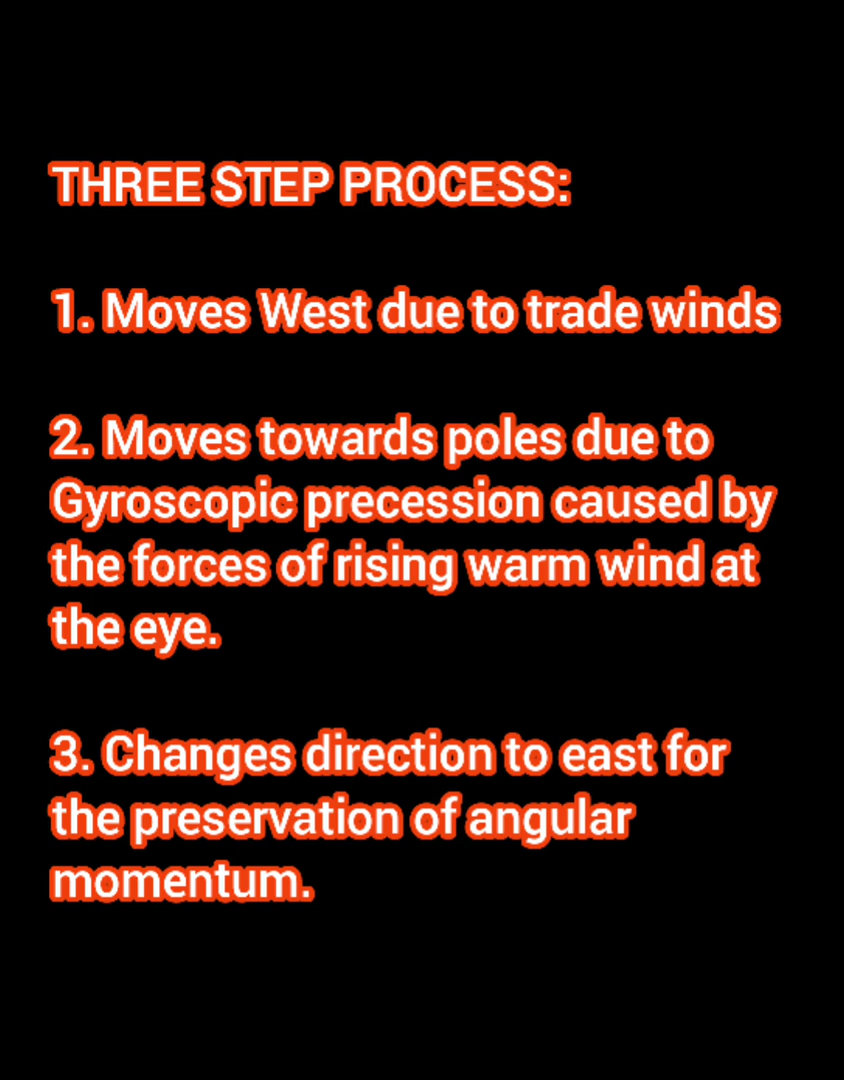 THREE STEP PROCESS:
1. Moves West due to trade winds
2. Moves towards poles due to
Gyroscopic precession caused by
the forces of rising warm wind at
the eye.
3. Changes direction to east for
the preservation of angular
momentum.